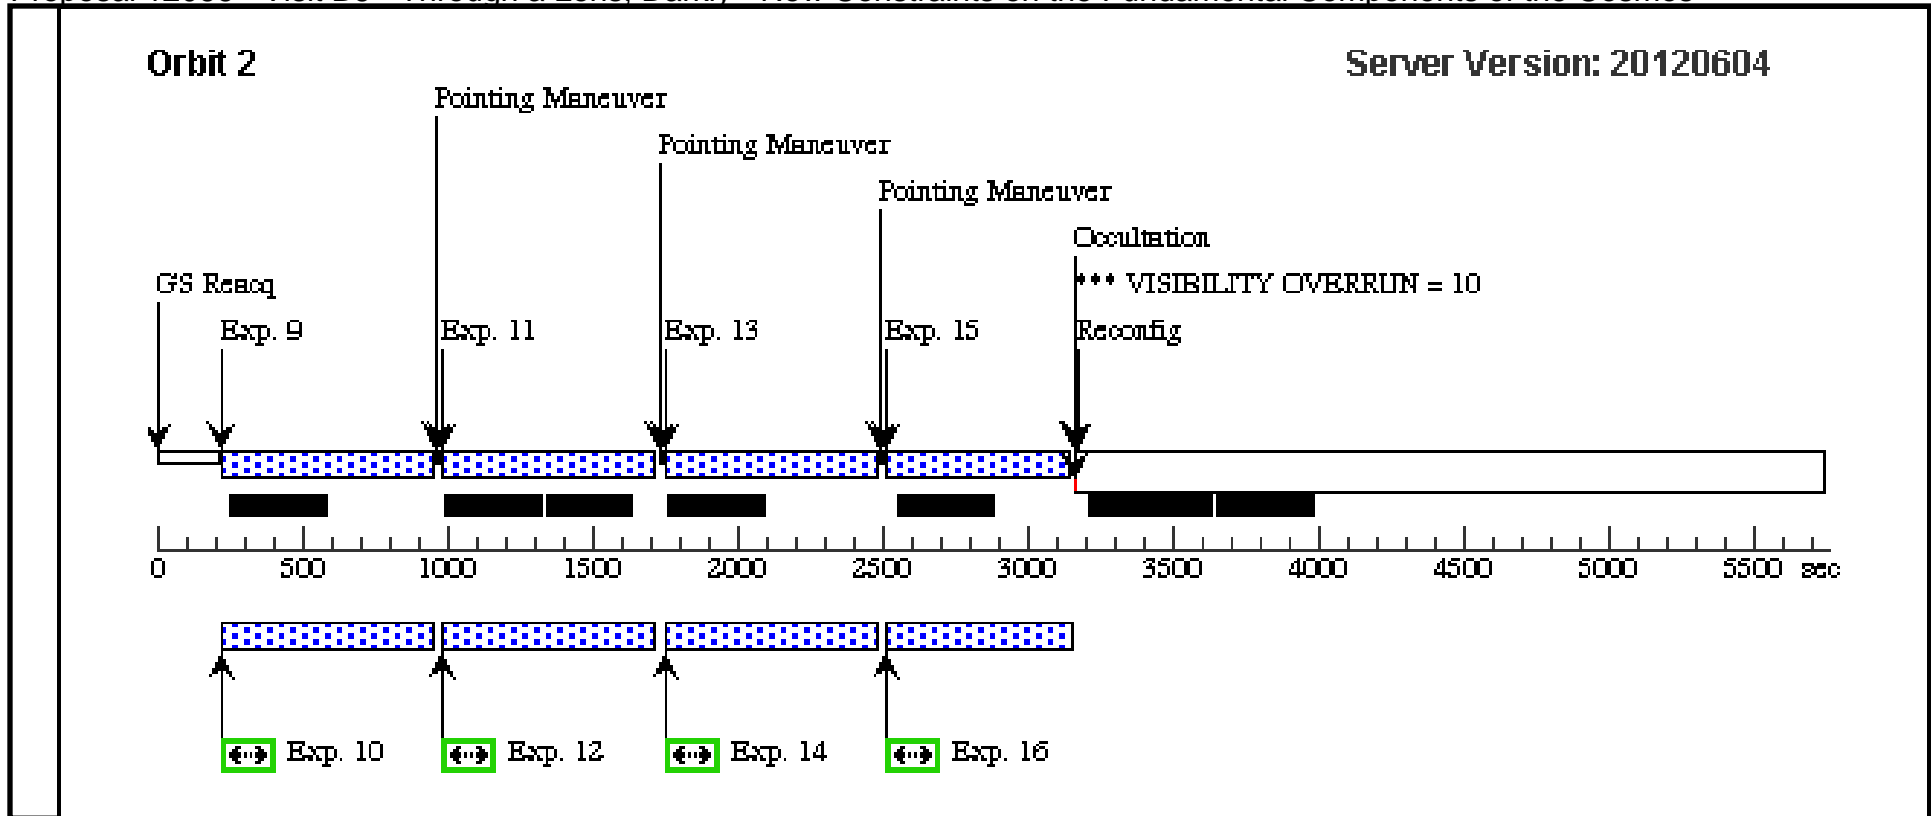 Orbit 2
Server Version: 20120604
Pointing Maneuver
Pointing Maneuver
Pointing Maneuver
Occultation
GS Reacq
*** VISIBILITY OVERRUN = 10
Exp. 9
Exp. 11
Exp. 13
Exp. 15
Reconfig
0 500 1000 1500 2000 2500 3000 3500 4000 4500 5000 5500 sec
Exp. 10
Exp. 12
Exp. 14
Exp. 16